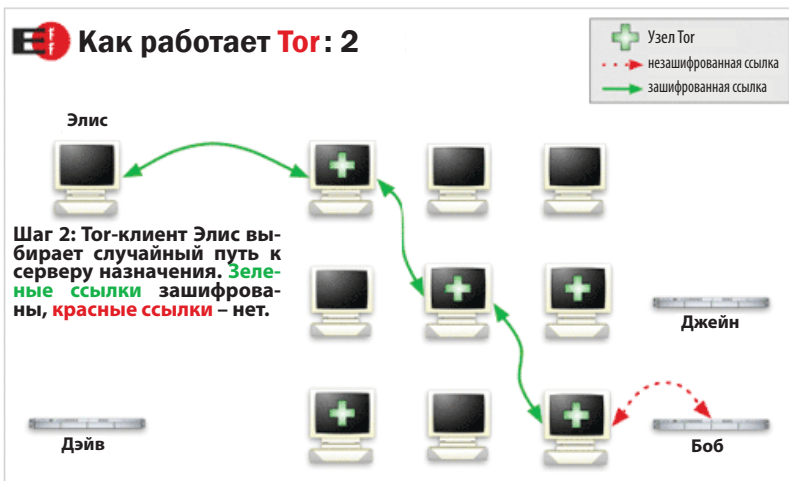 EFF Как работает Tor: 2
Узел Tor
незашифрованная ссылка
зашифрованная ссылка
Элис
Шаг 2: Tor-клиент Элис вы-
бирает случайный путь к
серверу назначения. Зеле-
ные ссылки зашифрова-
ны, красные ссылки – нет.
Джейн
Дэйв
Боб